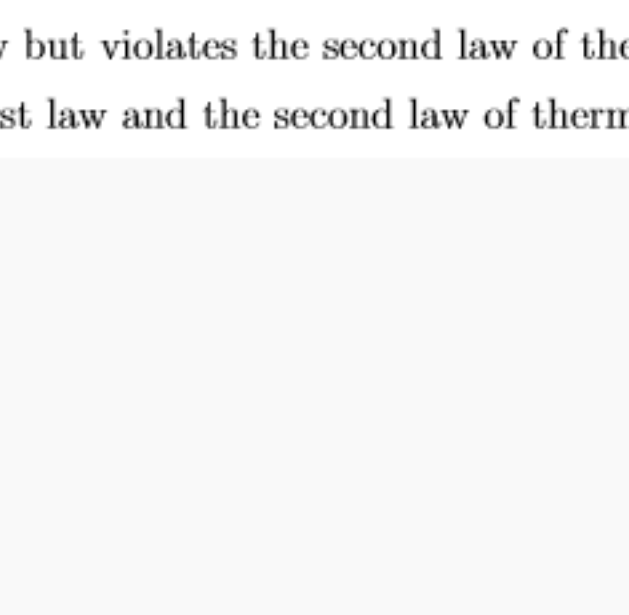 but violates the second law of the
st law and the second law of therm